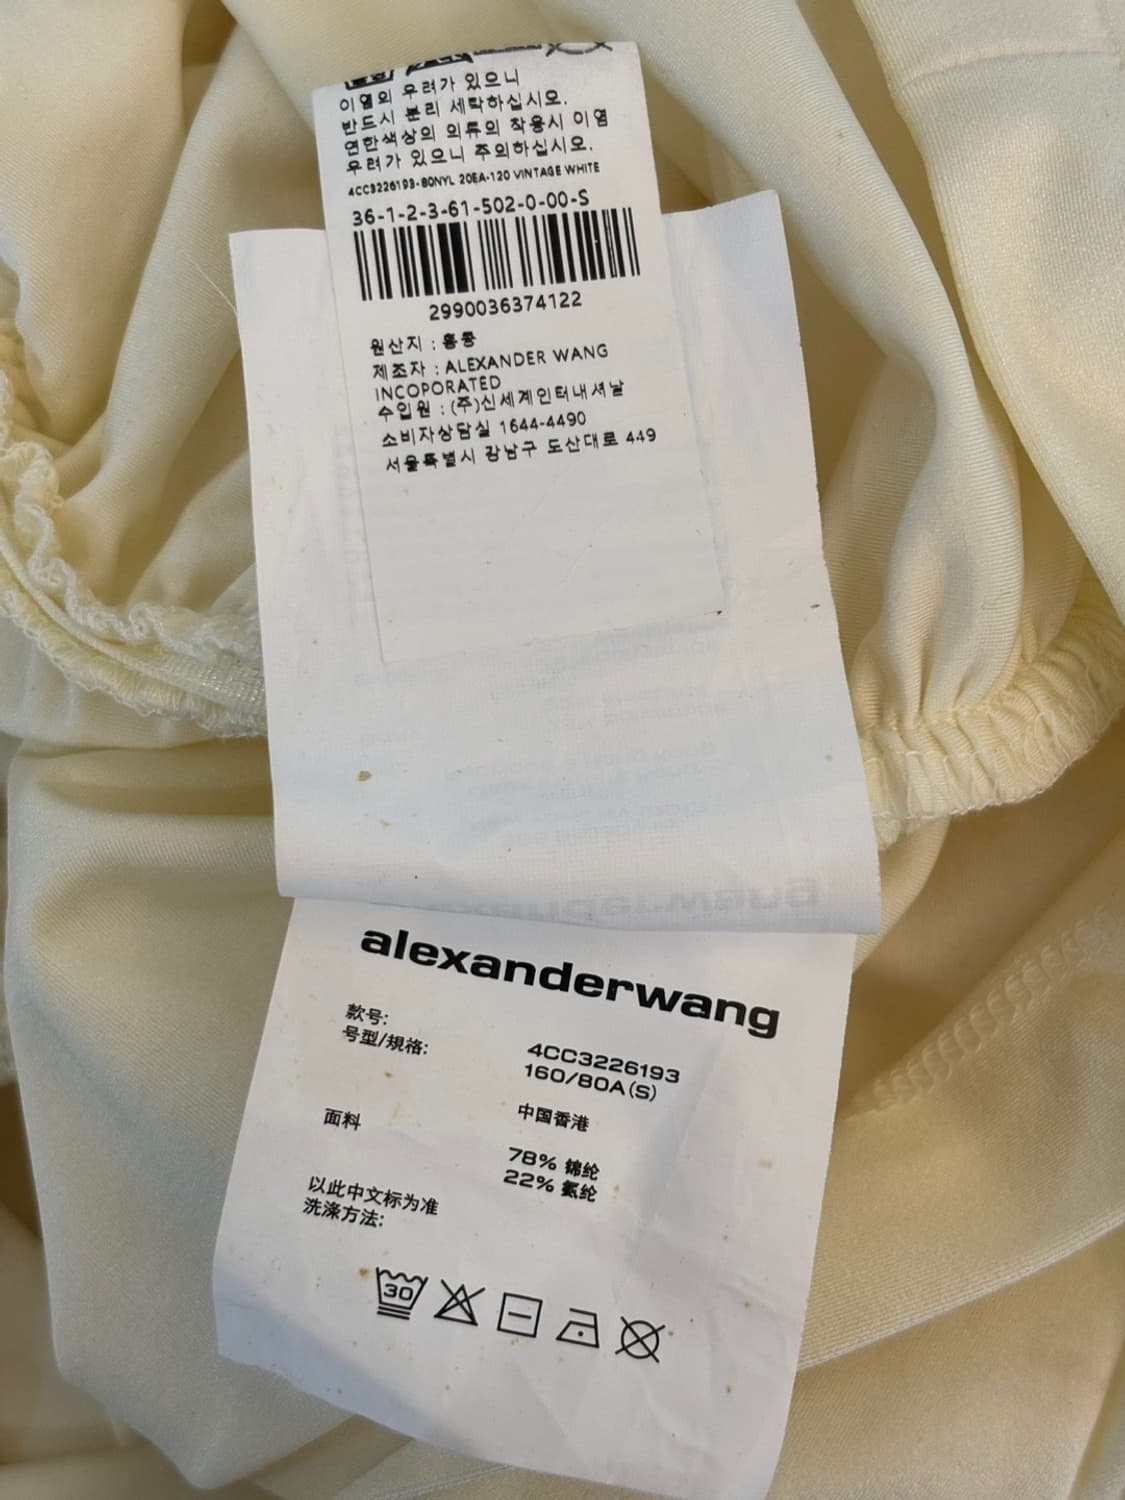 이염의 우려가 있으니
반드시 분리 세탁하십시오.
연한색상의 의류의 착용시 이염
우려가 있으니 주의하십시오.
4CC3226193-80NYL 20EA-120 VINTAGE WHITE
36-1-2-3-61-502-0-00-S
2990036374122
원산지 : 홍콩
제조자 : ALEXANDER WANG
INCOPORATED
수입원 : (주)신세계인터내셔날
소비자상담실 1644-4490
서울특별시 강남구 도산대로 449
alexanderwang
款号: 4CC3226193
号型/規格: 160/80A(S)
中国香港
面料 78% 锦纶
22% 氨纶
以此中文标为准
洗涤方法:
30